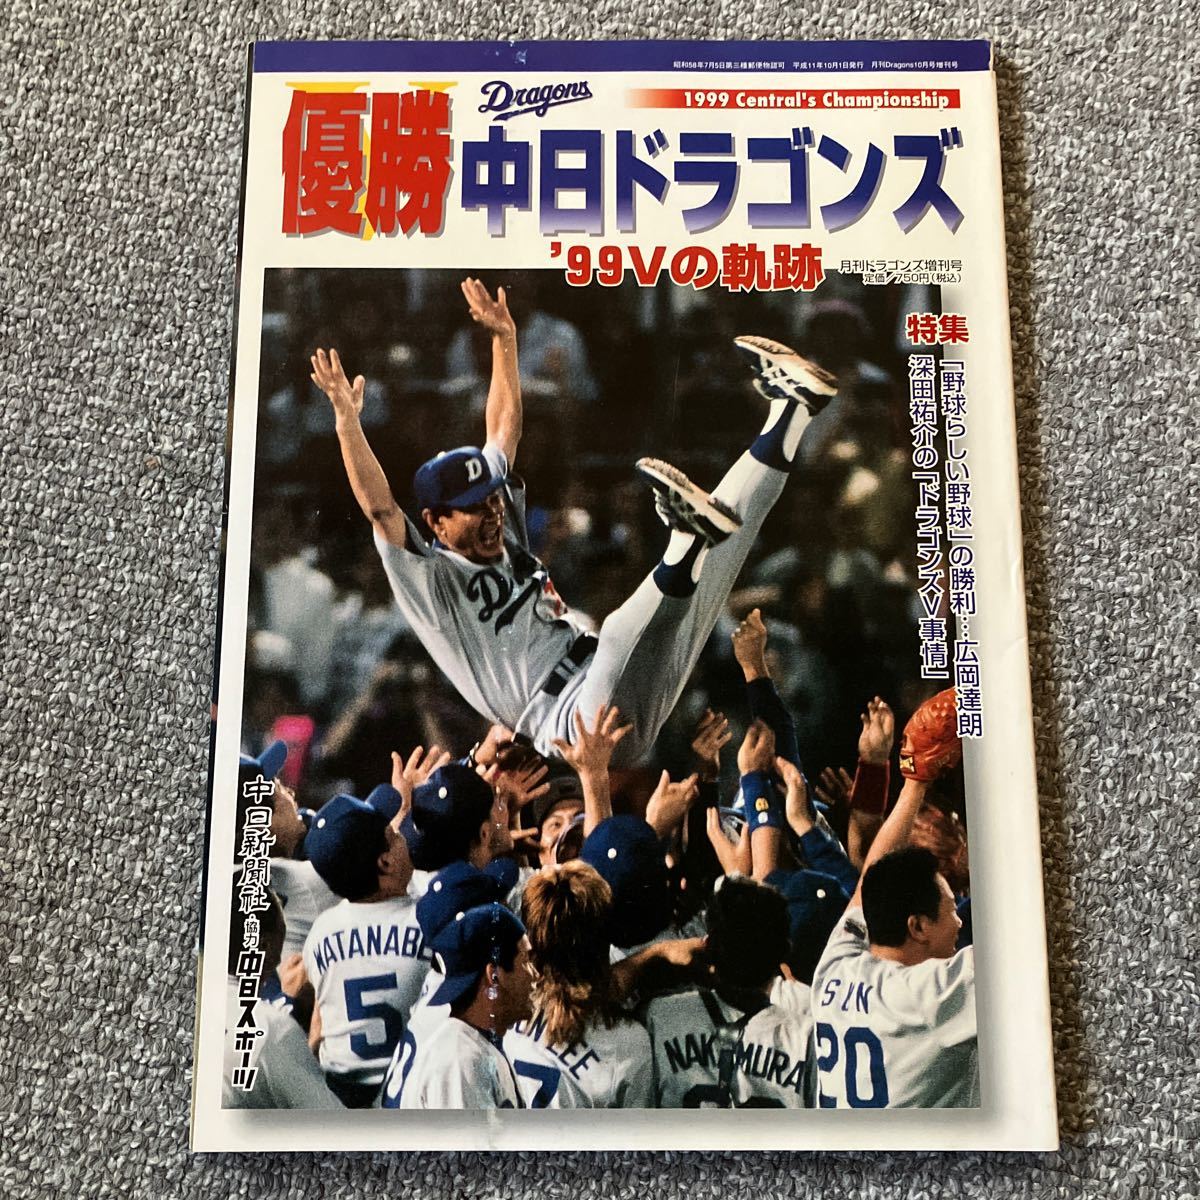 昭和58年7月5日第三種郵便物認可 平成11年10月1日発行 月刊Dragons10月号増刊号
Dragons
1999 Central's Championship
優勝 中日ドラゴンズ
'99Vの軌跡
月刊ドラゴンズ増刊号
定価/750円(税込)
特集
「野球らしい野球」の勝利…広岡達朗
深田祐介の「ドラゴンズV事情」
D
中日新聞社・協力 中日スポーツ
WATANABE
5
LEE
7
NAKAMURA
SUN
20